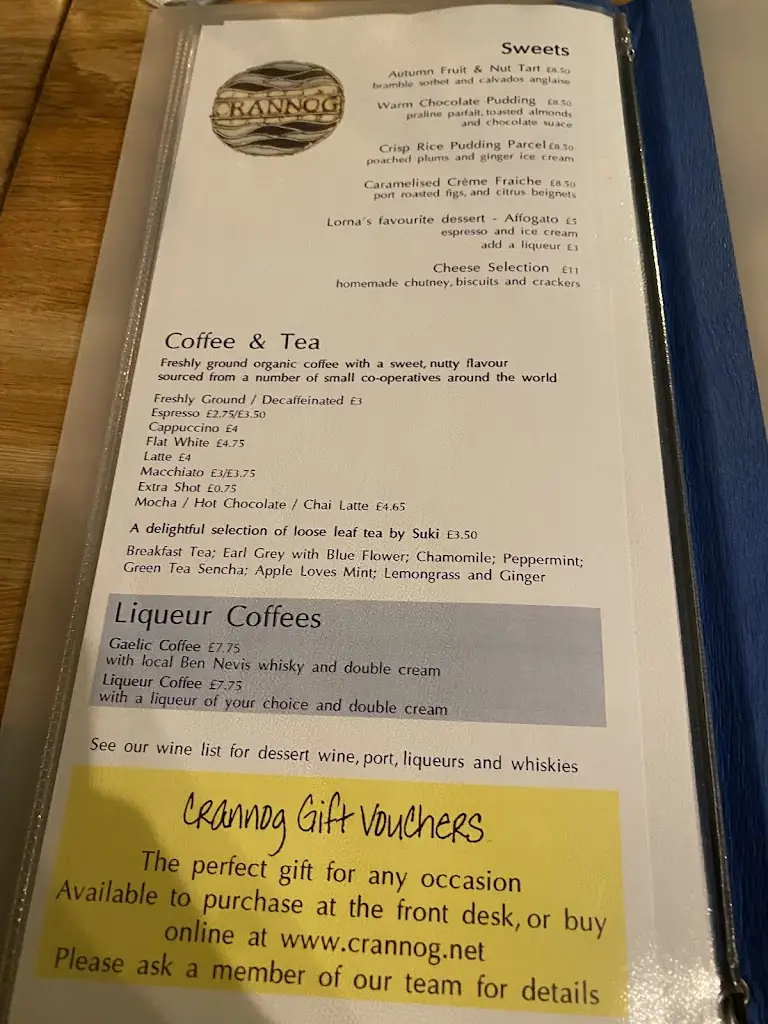 CRANNOG
Sweets
Autumn Fruit & Nut Tart £8.50
bramble sorbet and calvados anglaise
Warm Chocolate Pudding £8.50
praline parfait, toasted almonds
and chocolate suace
Crisp Rice Pudding Parcel £8.50
poached plums and ginger ice cream
Caramelised Crème Fraiche £8.50
port roasted figs, and citrus beignets
Lorna's favourite dessert - Affogato £5
espresso and ice cream
add a liqueur £3
Cheese Selection £11
homemade chutney, biscuits and crackers
Coffee & Tea
Freshly ground organic coffee with a sweet, nutty flavour
sourced from a number of small co-operatives around the world
Freshly Ground / Decaffeinated £3
Espresso £2.75/£3.50
Cappuccino £4
Flat White £4.75
Latte £4
Macchiato £3/£3.75
Extra Shot £0.75
Mocha / Hot Chocolate / Chai Latte £4.65
A delightful selection of loose leaf tea by Suki £3.50
Breakfast Tea; Earl Grey with Blue Flower; Chamomile; Peppermint;
Green Tea Sencha; Apple Loves Mint; Lemongrass and Ginger
Liqueur Coffees
Gaelic Coffee £7.75
with local Ben Nevis whisky and double cream
Liqueur Coffee £7.75
with a liqueur of your choice and double cream
See our wine list for dessert wine, port, liqueurs and whiskies
Crannog Gift Vouchers
The perfect gift for any occasion
Available to purchase at the front desk, or buy
online at www.crannog.net
Please ask a member of our team for details